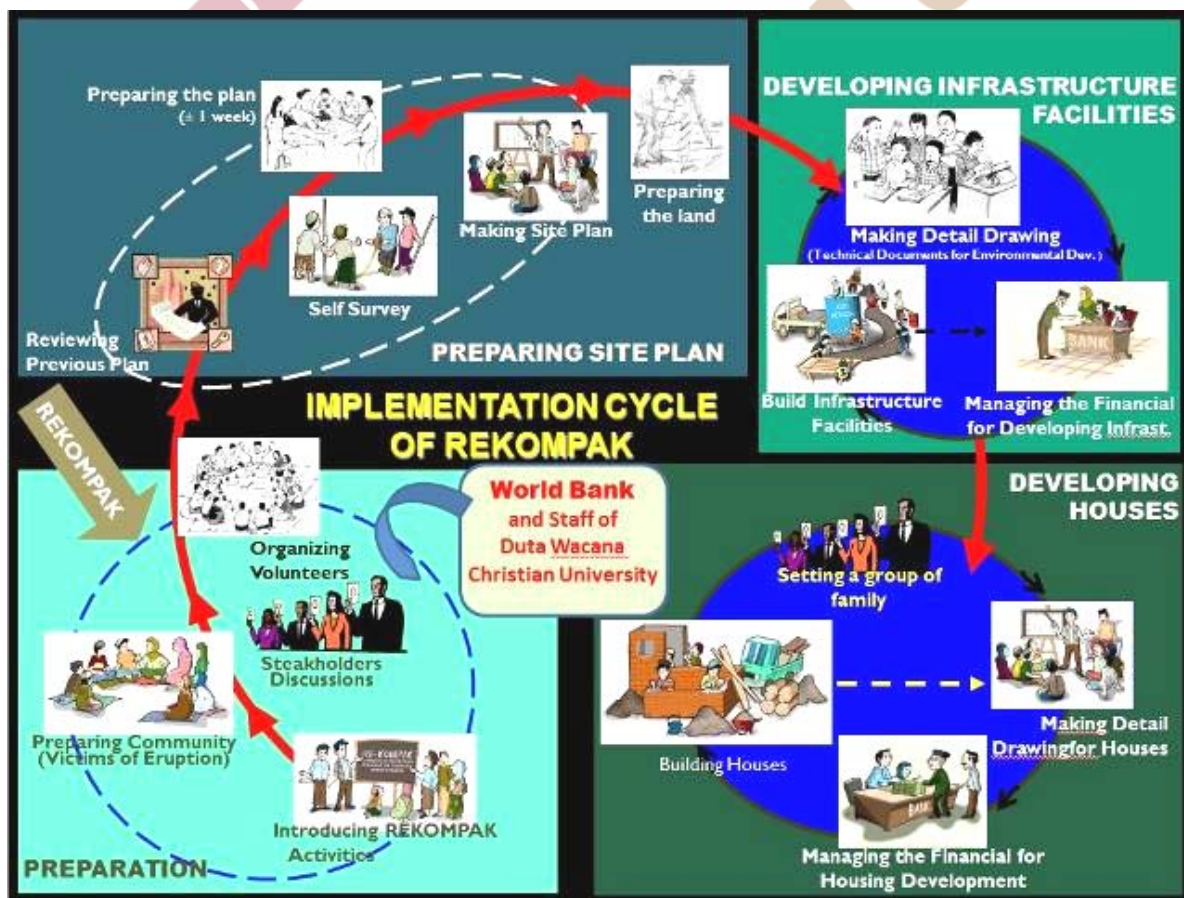 Preparing the plan
(± 1 week)
Making Site Plan
Preparing
the land
Self Survey
Reviewing
Previous Plan
PREPARING SITE PLAN
DEVELOPING INFRASTRUCTURE
FACILITIES
Making Detail Drawing
(Technical Documents for Environmental Dev.)
BANK
Build Infrastructure
Facilities
Managing the Financial
for Developing Infrast.
REKOMPAK
IMPLEMENTATION CYCLE
OF REKOMPAK
World Bank
and Staff of
Duta Wacana
Christian University
Organizing
Volunteers
Steakholders
Discussions
Preparing Community
(Victims of Eruption)
Introducing REKOMPAK
Activities
PREPARATION
DEVELOPING
HOUSES
Setting a group of
family
Making Detail
Drawingfor Houses
Building Houses
BANK
Managing the Financial for
Housing Development